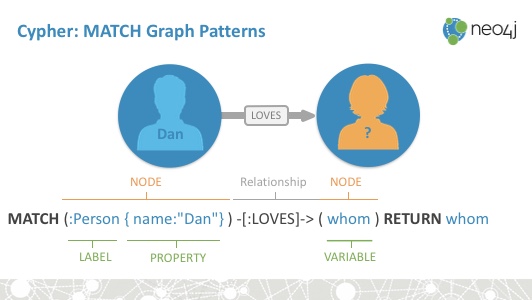 Cypher: MATCH Graph Patterns
neo4j
Dan
LOVES
?
NODE Relationship NODE
MATCH (:Person { name:"Dan"} ) -[:LOVES]-> ( whom ) RETURN whom
LABEL PROPERTY VARIABLE